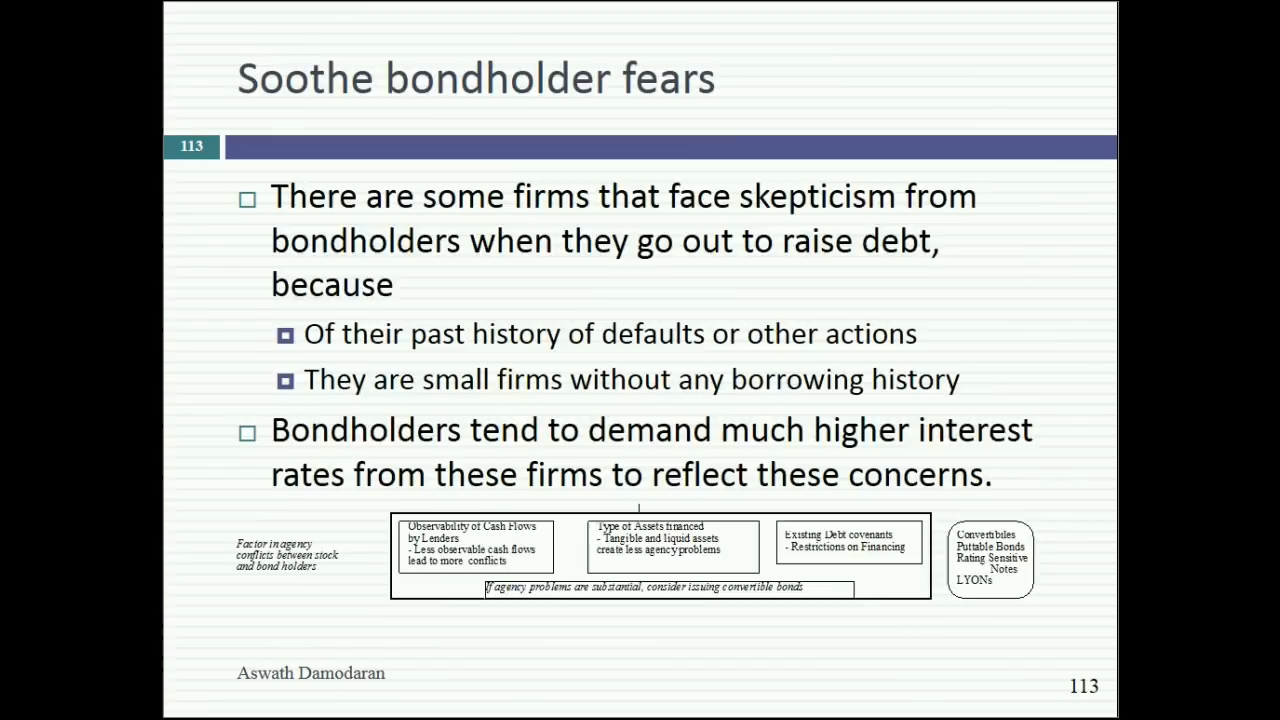 Soothe bondholder fears
113
There are some firms that face skepticism from
bondholders when they go out to raise debt,
because
Of their past history of defaults or other actions
They are small firms without any borrowing history
Bondholders tend to demand much higher interest
rates from these firms to reflect these concerns.
Factor in agency
conflicts between stock
and bond holders
Observability of Cash Flows
by Lenders
- Less observable cash flows
lead to more conflicts
Type of Assets financed
- Tangible and liquid assets
create less agency problems
Existing Debt covenants
- Restrictions on Financing
If agency problems are substantial, consider issuing convertible bonds
Convertibiles
Puttable Bonds
Rating Sensitive
Notes
LYONs
Aswath Damodaran
113